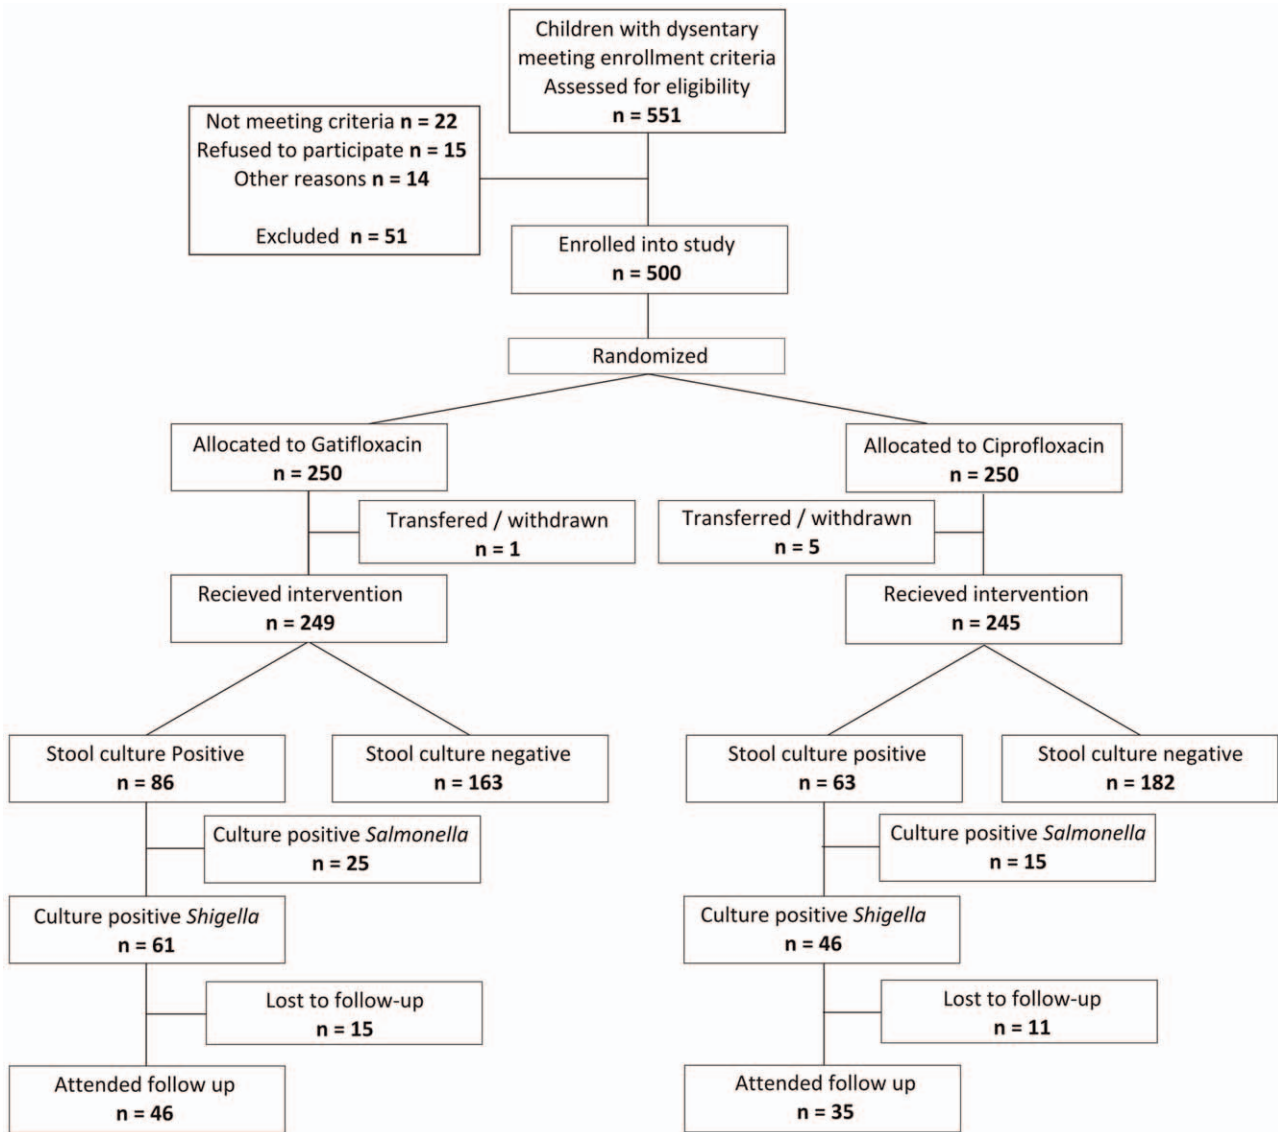 Children with dysentary
meeting enrollment criteria
Assessed for eligibility
n = 551
Not meeting criteria n = 22
Refused to participate n = 15
Other reasons n = 14
Excluded n = 51
Enrolled into study
n = 500
Randomized
Allocated to Gatifloxacin
n = 250
Allocated to Ciprofloxacin
n = 250
Transfered / withdrawn
n = 1
Transferred / withdrawn
n = 5
Recieved intervention
n = 249
Recieved intervention
n = 245
Stool culture Positive
n = 86
Stool culture negative
n = 163
Stool culture positive
n = 63
Stool culture negative
n = 182
Culture positive Salmonella
n = 25
Culture positive Salmonella
n = 15
Culture positive Shigella
n = 61
Culture positive Shigella
n = 46
Lost to follow-up
n = 15
Lost to follow-up
n = 11
Attended follow up
n = 46
Attended follow up
n = 35